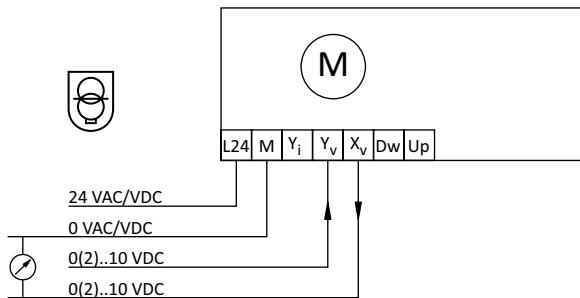 M
L24 M Yi Yv Xv Dw Up
24 VAC/VDC
0 VAC/VDC
0(2)..10 VDC
0(2)..10 VDC